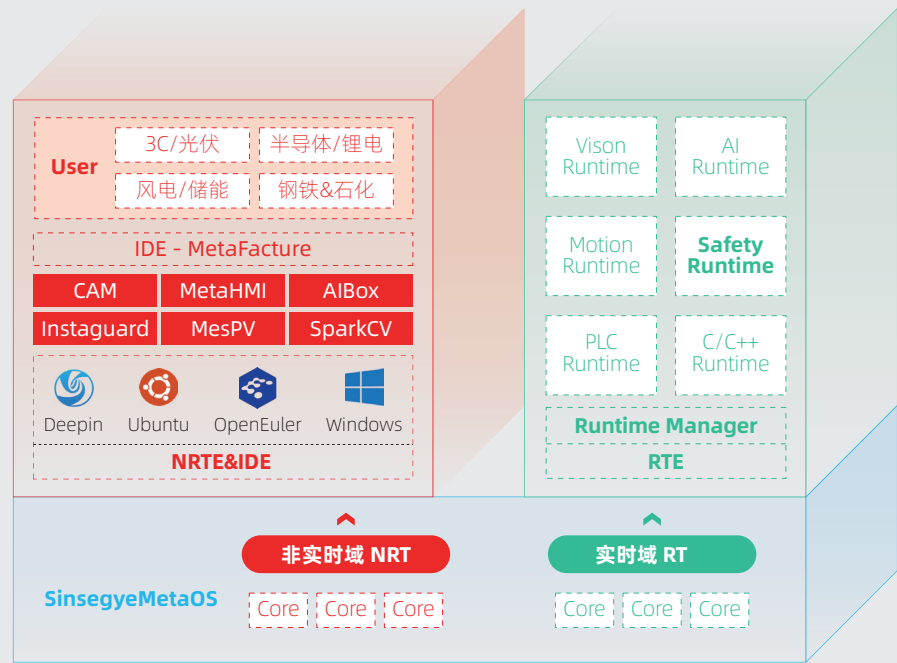 User
3C/光伏
半导体/锂电
风电/储能
钢铁&石化
IDE - MetaFacture
CAM
MetaHMI
AIBox
Instaguard
MesPV
SparkCV
Deepin
Ubuntu
OpenEuler
Windows
NRTE&IDE
Vison
Runtime
AI
Runtime
Motion
Runtime
Safety
Runtime
PLC
Runtime
C/C++
Runtime
Runtime Manager
RTE
非实时域 NRT
实时域 RT
SinsegyeMetaOS
Core
Core
Core
Core
Core
Core